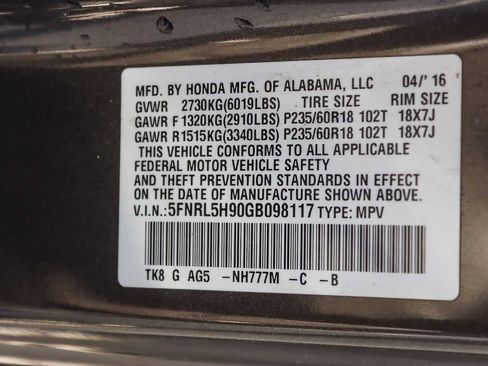 MFD. BY HONDA MFG. OF ALABAMA, LLC 04/'16
GVWR 2730KG(6019LBS) TIRE SIZE RIM SIZE
GAWR F 1320KG(2910LBS) P235/60R18 102T 18X7J
GAWR R 1515KG(3340LBS) P235/60R18 102T 18X7J
THIS VEHICLE CONFORMS TO ALL APPLICABLE
FEDERAL MOTOR VEHICLE SAFETY
AND THEFT PREVENTION STANDARDS IN EFFECT
ON THE DATE OF MANUFACTURE SHOWN ABOVE.
V.I.N.: 5FNRL5H90GB098117 TYPE: MPV
TK8 G AG5 -NH777M -C -B